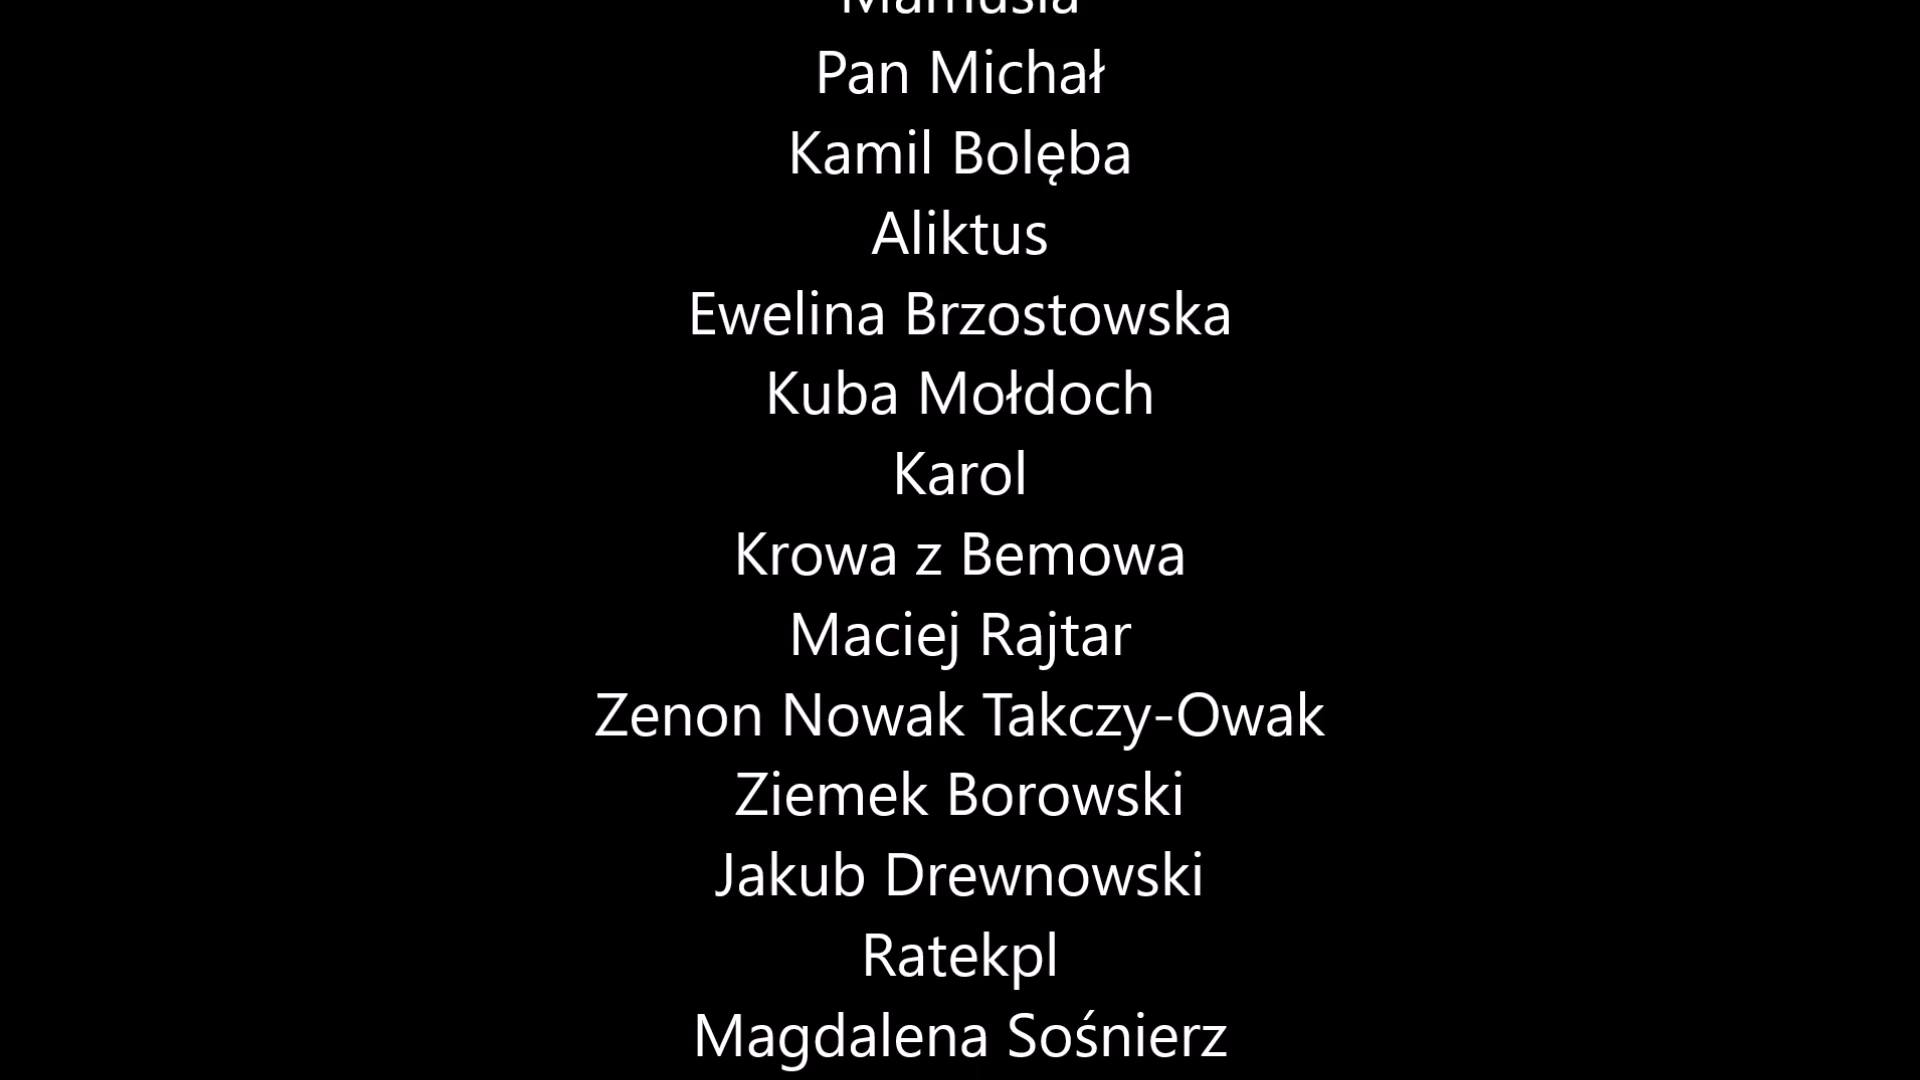 Mamusia
Pan Michał
Kamil Bolęba
Aliktus
Ewelina Brzostowska
Kuba Mołdoch
Karol
Krowa z Bemowa
Maciej Rajtar
Zenon Nowak Takczy-Owak
Ziemek Borowski
Jakub Drewnowski
Ratekpl
Magdalena Sośnierz